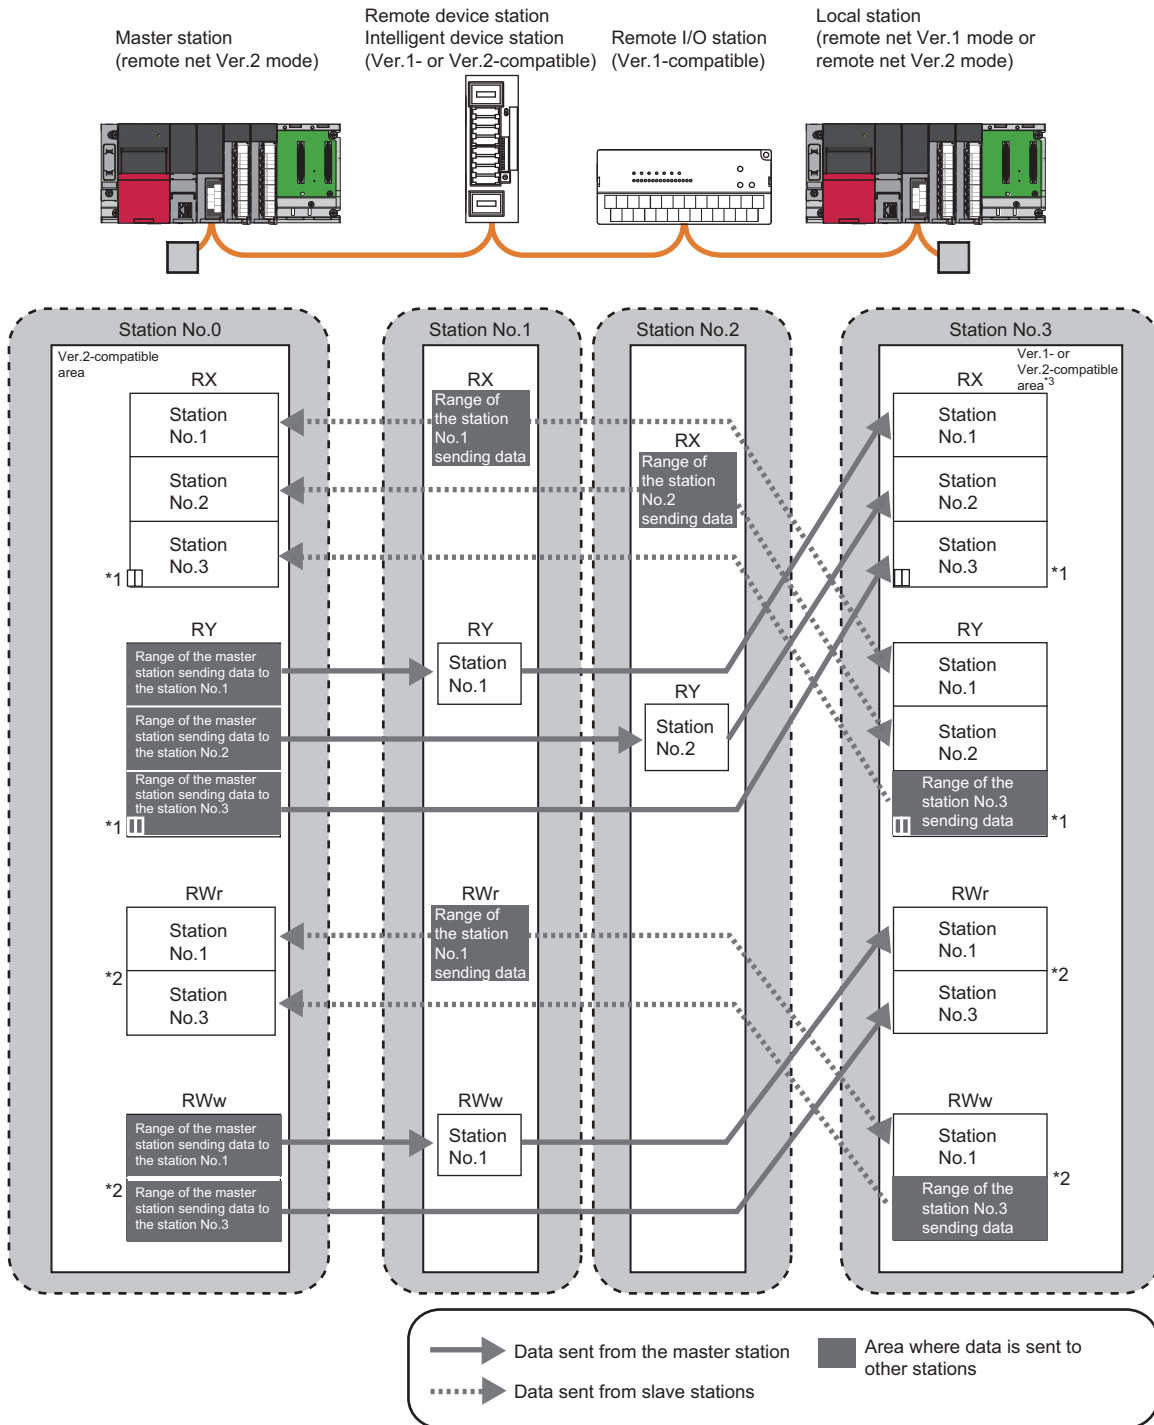 Master station
(remote net Ver.2 mode)
Remote device station
Intelligent device station
(Ver.1- or Ver.2-compatible)
Remote I/O station
(Ver.1-compatible)
Local station
(remote net Ver.1 mode or
remote net Ver.2 mode)
Station No.0
Ver.2-compatible
area
RX
Station
No.1
Station
No.2
Station
No.3
*1
RY
Range of the master
station sending data to
the station No.1
Range of the master
station sending data to
the station No.2
Range of the master
station sending data to
the station No.3
*1
RWr
Station
No.1
*2
Station
No.3
RWw
Range of the master
station sending data to
the station No.1
*2
Range of the master
station sending data to
the station No.3
Station No.1
RX
Range of
the station
No.1
sending data
RY
Station
No.1
RWr
Range of
the station
No.1
sending data
RWw
Station
No.1
Station No.2
RX
Range of
the station
No.2
sending data
RY
Station
No.2
Station No.3
Ver.1- or
Ver.2-compatible
area*3
RX
Station
No.1
Station
No.2
Station
No.3
*1
RY
Station
No.1
Station
No.2
Range of the
station No.3
sending data
*1
RWr
Station
No.1
*2
Station
No.3
RWw
Station
No.1
*2
Range of the
station No.3
sending data
Data sent from the master station
Data sent from slave stations
Area where data is sent to
other stations